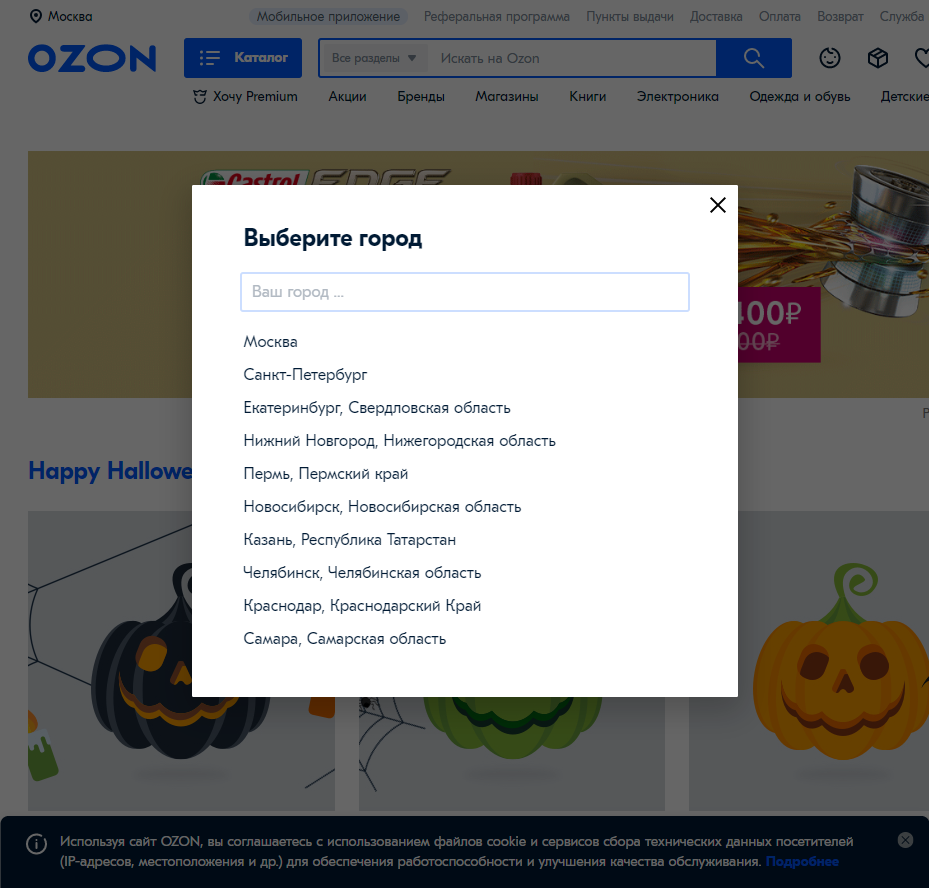 Москва
Мобильное приложение Реферальная программа Пункты выдачи Доставка Оплата Возврат Служба
OZON
Каталог
Все разделы Искать на Ozon
Хочу Premium Акции Бренды Магазины Книги Электроника Одежда и обувь Детские
Castrol EDGE
Выберите город
Ваш город ...
400₽
00₽
Москва
Санкт-Петербург
Екатеринбург, Свердловская область
Нижний Новгород, Нижегородская область
Пермь, Пермский край
Новосибирск, Новосибирская область
Казань, Республика Татарстан
Челябинск, Челябинская область
Краснодар, Краснодарский Край
Самара, Самарская область
Happy Hallowe
Используя сайт OZON, вы соглашаетесь с использованием файлов cookie и сервисов сбора технических данных посетителей
(IP-адресов, местоположения и др.) для обеспечения работоспособности и улучшения качества обслуживания. Подробнее